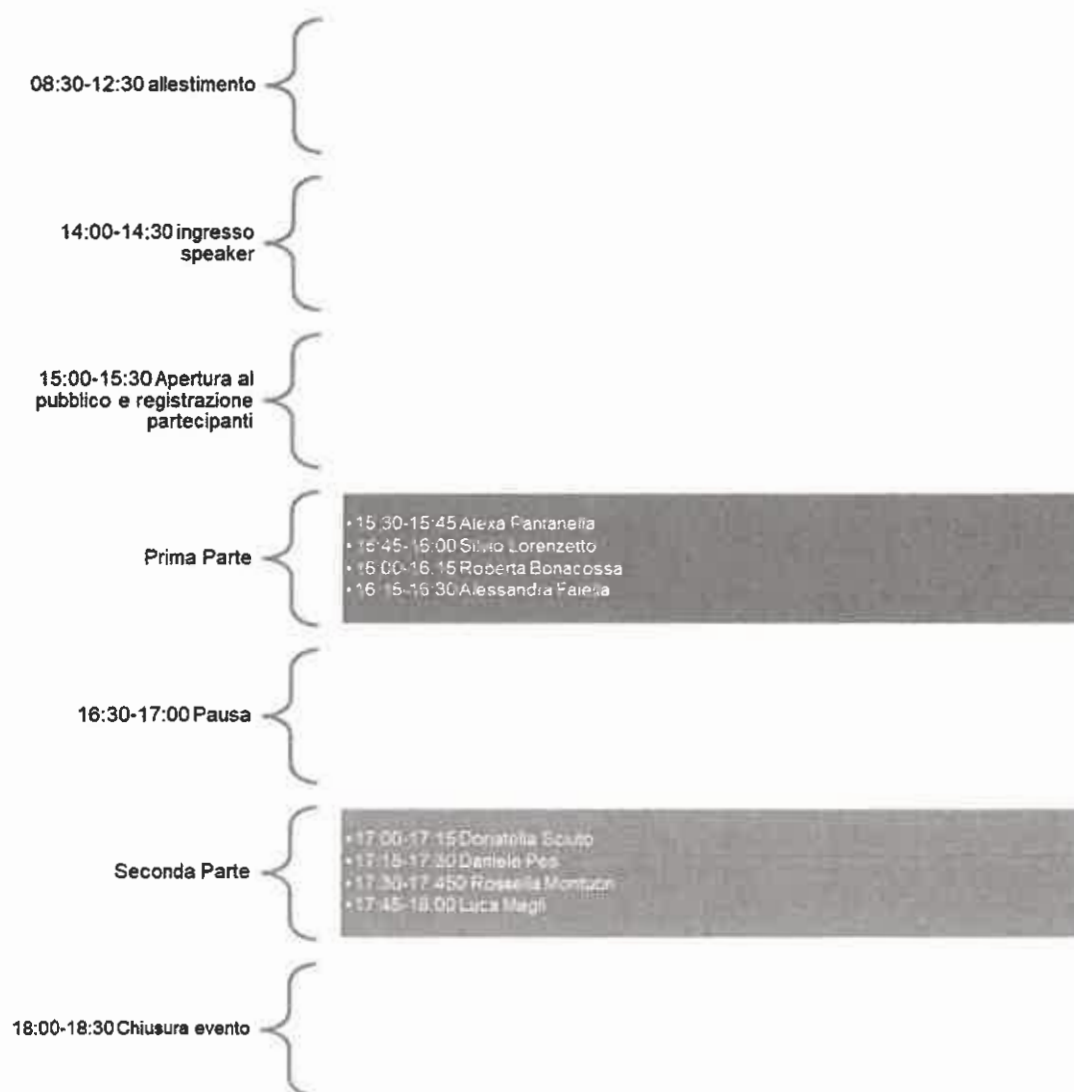 08:30-12:30 allestimento
14:00-14:30 ingresso
speaker
15:00-15:30 Apertura al
pubblico e registrazione
partecipanti
Prima Parte
• 15:30-15:45 Alexa Pantanella
• 15:45-16:00 Silvio Lorenzetto
• 16:00-16:15 Roberta Bonacossa
• 16:15-16:30 Alessandra Faiella
16:30-17:00 Pausa
Seconda Parte
• 17:00-17:15 Donatella Sciuto
• 17:15-17:30 Daniele
• 17:30-17:450 Rossella Montuori
• 17:45-18:00 Luca Magli
18:00-18:30 Chiusura evento